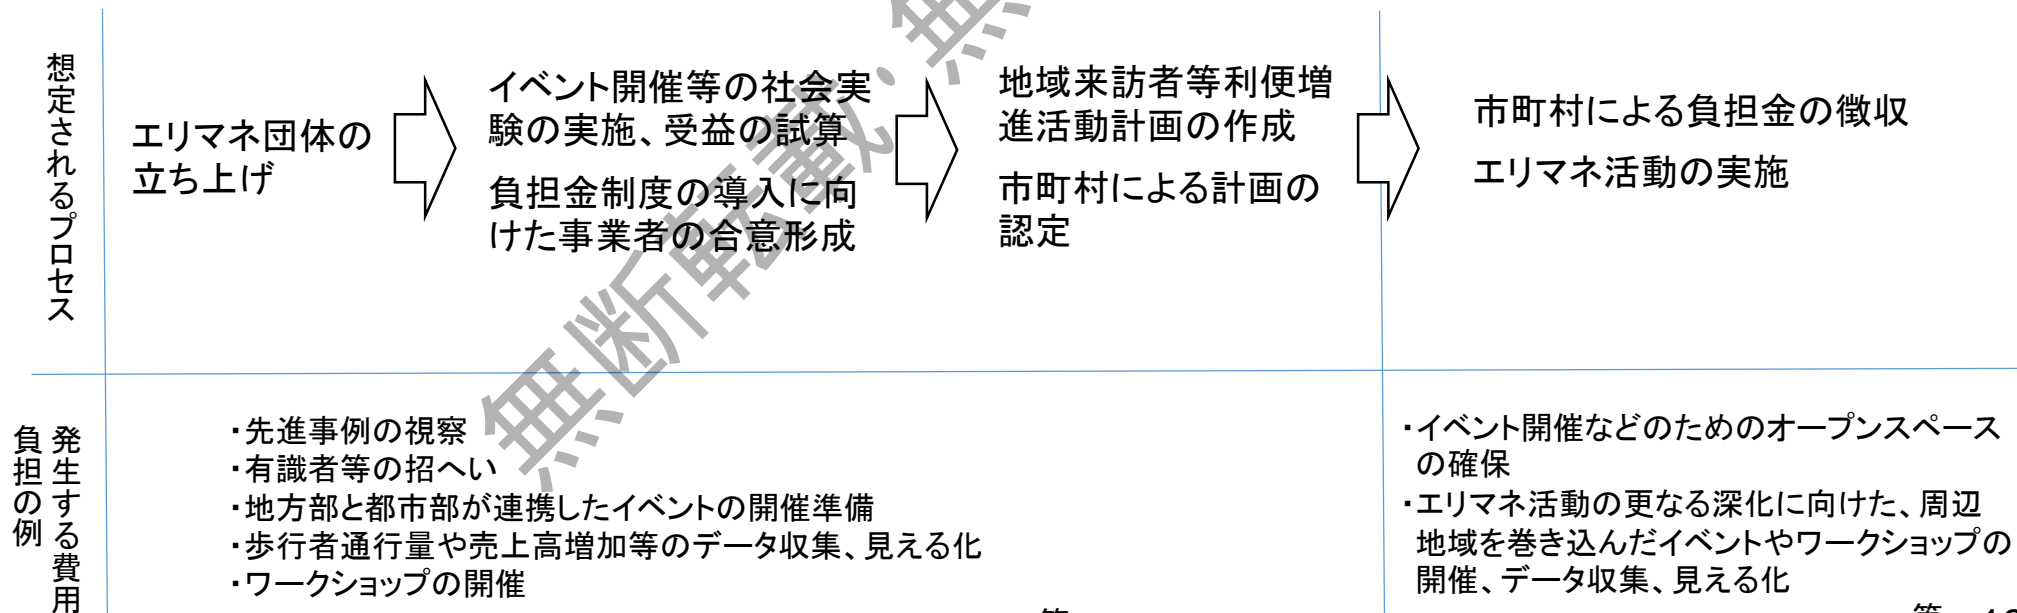 想定されるプロセス
エリマネ団体の
立ち上げ
イベント開催等の社会実
験の実施、受益の試算
負担金制度の導入に向
けた事業者の合意形成
地域来訪者等利便増
進活動計画の作成
市町村による計画の
認定
市町村による負担金の徴収
エリマネ活動の実施
発生する費用
負担の例
・先進事例の視察
・有識者等の招へい
・地方部と都市部が連携したイベントの開催準備
・歩行者通行量や売上高増加等のデータ収集、見える化
・ワークショップの開催
・イベント開催などのためのオープンスペース
の確保
・エリマネ活動の更なる深化に向けた、周辺
地域を巻き込んだイベントやワークショップの
開催、データ収集、見える化
無断転載・無